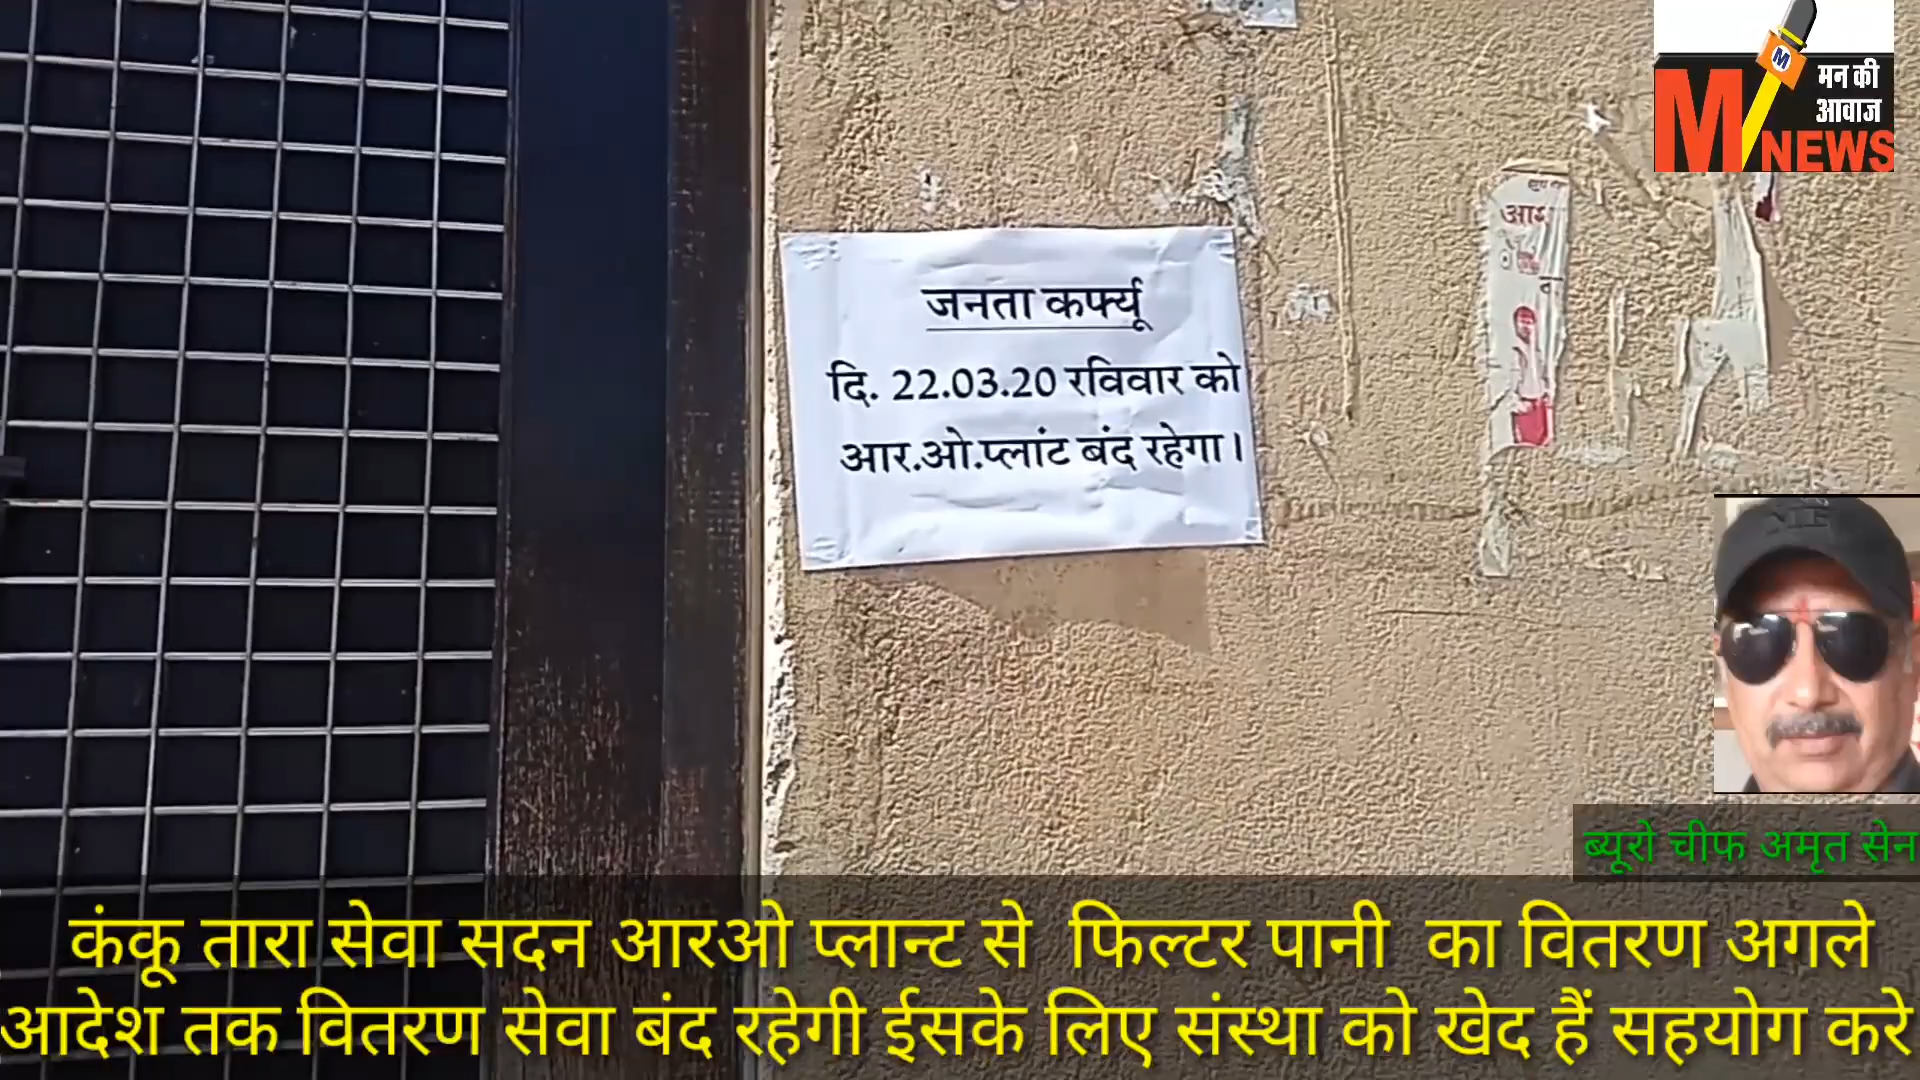 मन की
आवाज
M
M NEWS
जनता कर्फ्यू
दि. 22.03.20 रविवार को
आर.ओ.प्लांट बंद रहेगा।
आम
ब्यूरो चीफ अमृत सेन
कंकू तारा सेवा सदन आरओ प्लान्ट से फिल्टर पानी का वितरण अगले
आदेश तक वितरण सेवा बंद रहेगी ईसके लिए संस्था को खेद हैं सहयोग करे